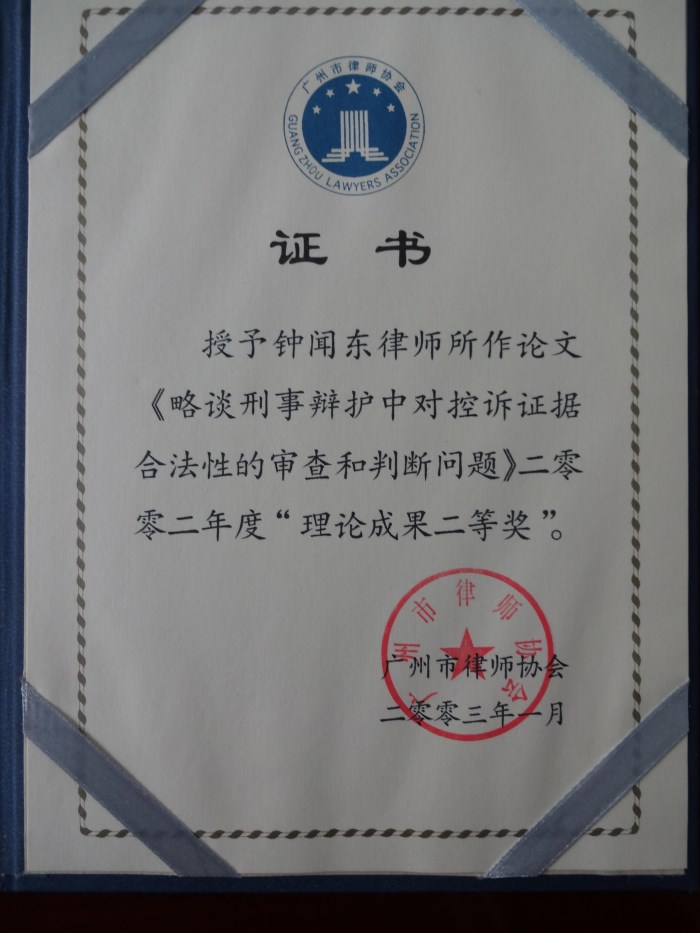 广州市律师协会
GUANGZHOU LAWYERS ASSOCIATION
证 书
授予钟闻东律师所作论文
《略谈刑事辩护中对控诉证据
合法性的审查和判断问题》二零
零二年度“理论成果二等奖”。
广州市律师协会
广州市律师协会
二零零三年一月